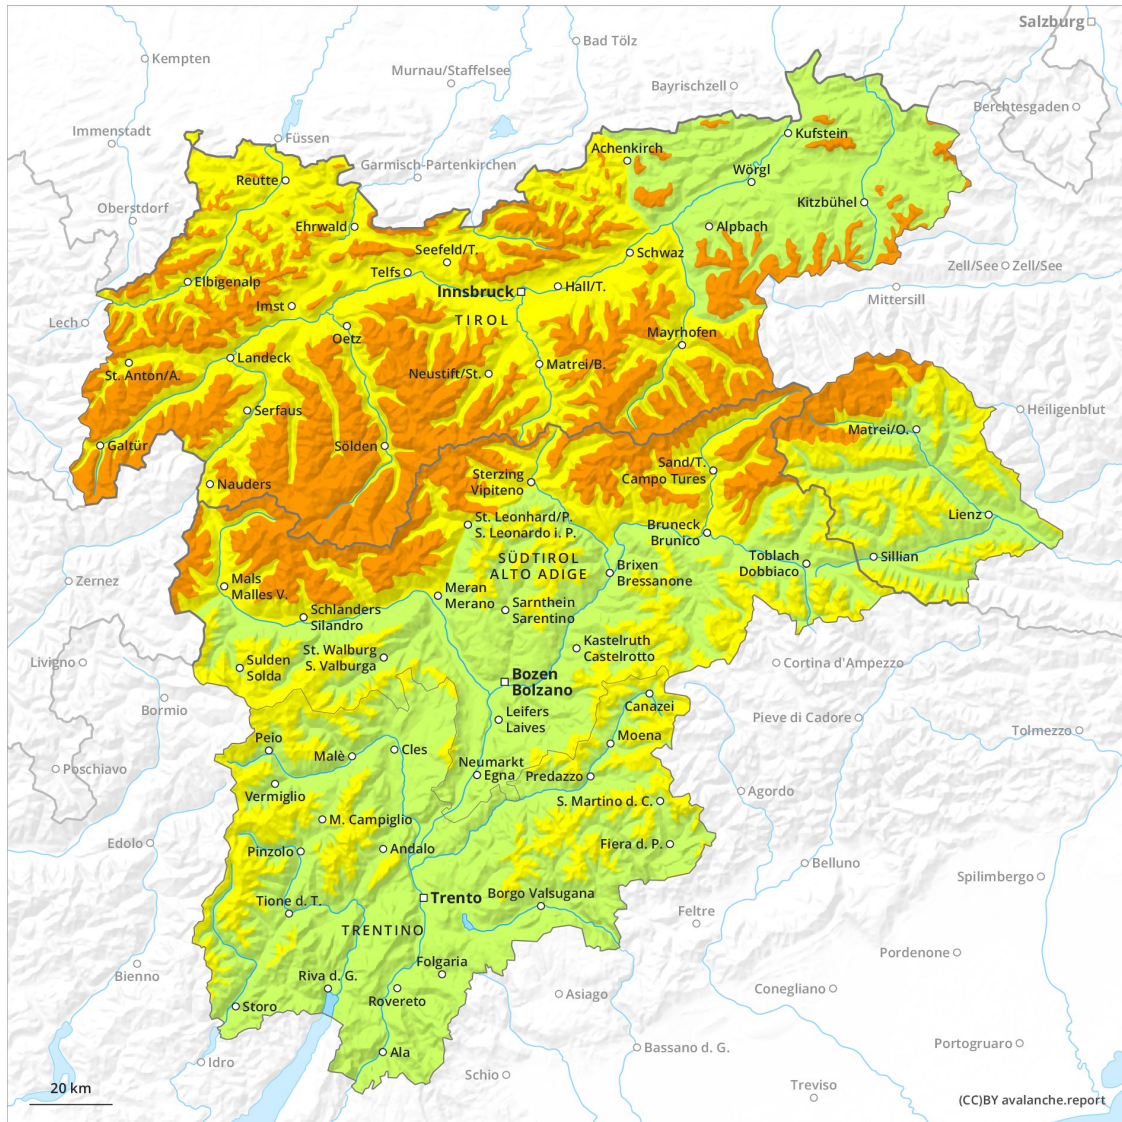 Salzburg
Bad Tölz
Kempten
Murnau/Staffelsee
Bayrischzell
Berchtesgaden
Immenstadt
Füssen
Kufstein
Achenkirch
Garmisch-Partenkirchen
Wörgl
Reutte
Oberstdorf
Kitzbühel
Ehrwald
Alpbach
Seefeld/T.
Schwaz
Telfs
Zell/See
Zell/See
Elbigenalp
Innsbruck
Hall/T.
Mittersill
Imst
TIROL
Lech
Oetz
Mayrhofen
Landeck
Matrei/B.
St. Anton/A.
Neustift/St.
Serfaus
Heiligenblut
Matrei/O.
Galtür
Sölden
Sand/T.
Campo Tures
Sterzing
Vipiteno
Nauders
St. Leonhard/P.
S. Leonardo i. P.
Lienz
Bruneck
Brunico
SÜDTIROL
ALTO ADIGE
Toblach
Dobbiaco
Sillian
Brixen
Bressanone
Zernez
Mals
Malles V.
Meran
Merano
Schlanders
Silandro
Sarnthein
Sarentino
Kastelruth
Castelrotto
St. Walburg
S. Valburga
Livigno
Sulden
Solda
Cortina d'Ampezzo
Bozen
Bolzano
Canazei
Bormio
Leifers
Laives
Pieve di Cadore
Tolmezzo
Peio
Moena
Cles
Malè
Neumarkt
Egna
Predazzo
Poschiavo
Vermiglio
Agordo
S. Martino d. C.
M. Campiglio
Edolo
Pinzolo
Andalo
Fiera d. P.
Belluno
Spilimbergo
Borgo Valsugana
Trento
Tione d. T.
Feltre
TRENTINO
Pordenone
Folgaria
Bienno
Riva d. G.
Rovereto
Asiago
Conegliano
Storo
Portogruaro
Bassano d. G.
Ala
Idro
Schio
Treviso
20 km
(CC)BY avalanche.report